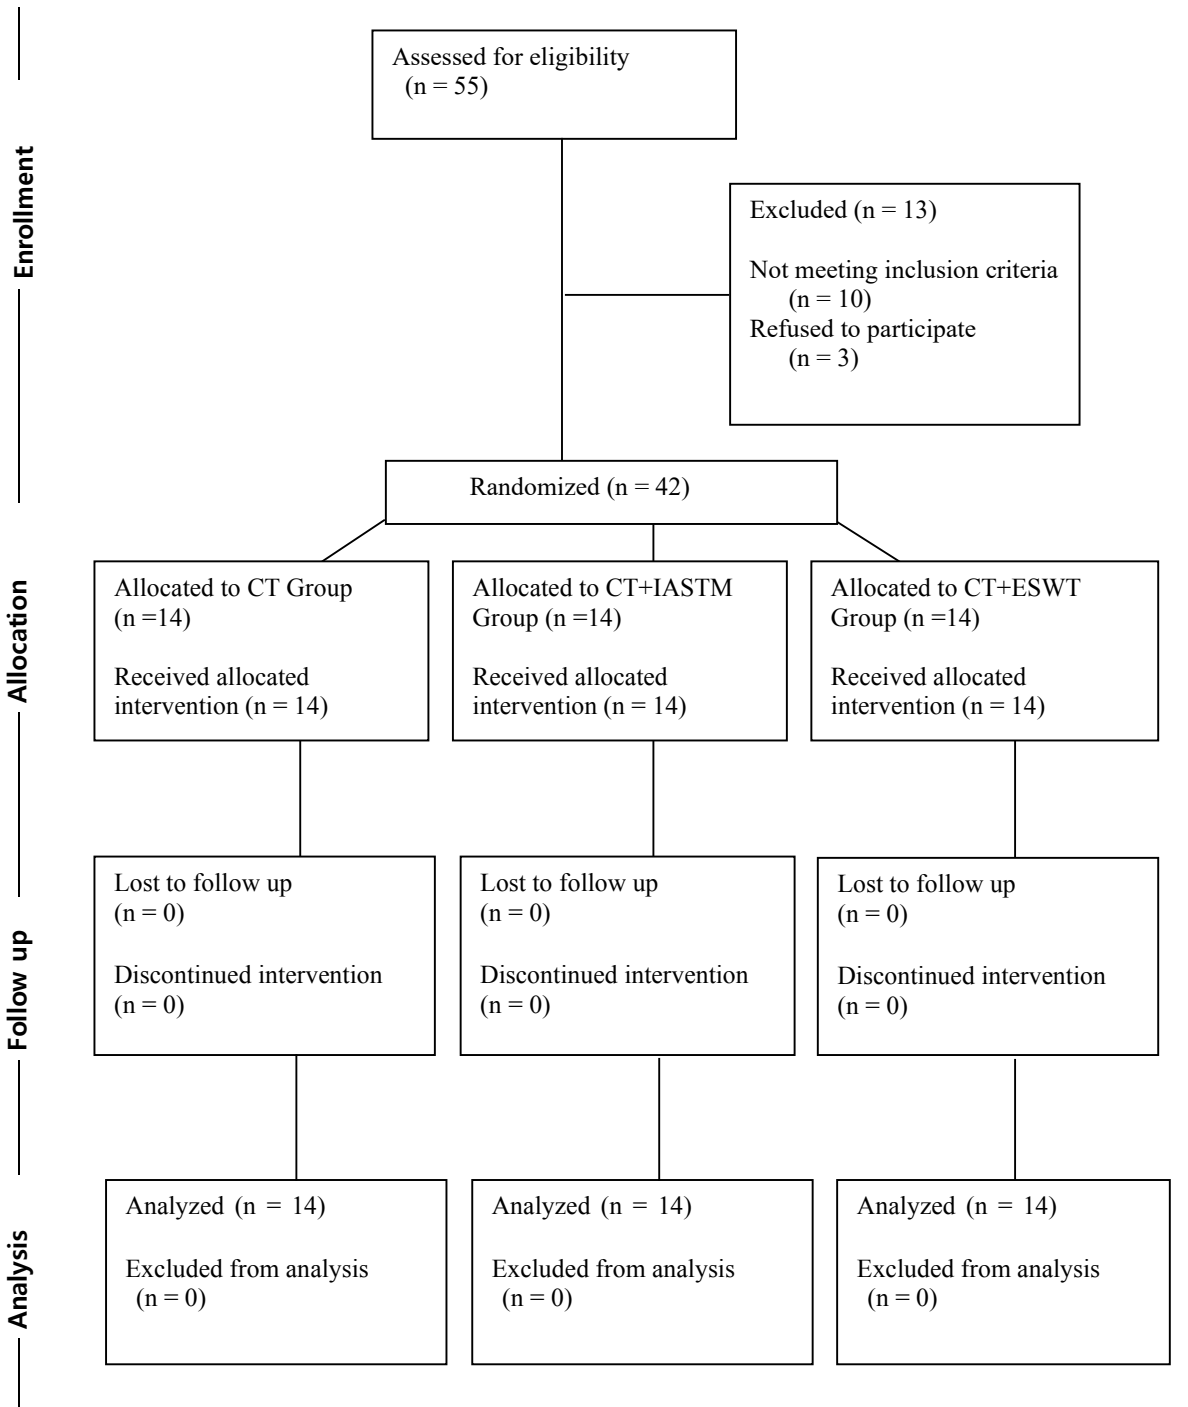 Enrollment
Assessed for eligibility
(n = 55)
Excluded (n = 13)
Not meeting inclusion criteria
(n = 10)
Refused to participate
(n = 3)
Randomized (n = 42)
Allocation
Allocated to CT Group
(n =14)
Received allocated
intervention (n = 14)
Allocated to CT+IASTM
Group (n =14)
Received allocated
intervention (n = 14)
Allocated to CT+ESWT
Group (n =14)
Received allocated
intervention (n = 14)
Follow up
Lost to follow up
(n = 0)
Discontinued intervention
(n = 0)
Lost to follow up
(n = 0)
Discontinued intervention
(n = 0)
Lost to follow up
(n = 0)
Discontinued intervention
(n = 0)
Analysis
Analyzed (n = 14)
Excluded from analysis
(n = 0)
Analyzed (n = 14)
Excluded from analysis
(n = 0)
Analyzed (n = 14)
Excluded from analysis
(n = 0)